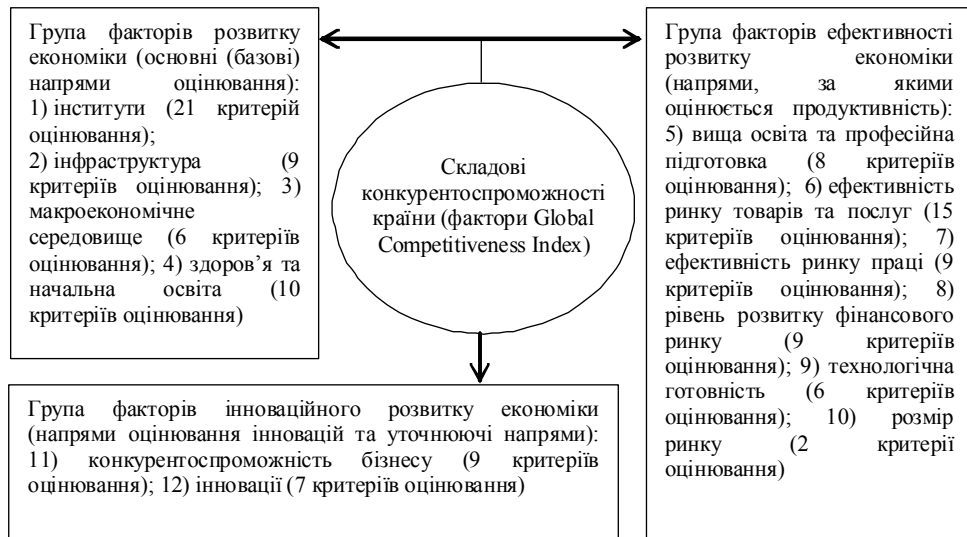 Група факторів розвитку
економіки (основні (базові)
напрями оцінювання):
1) інститути (21 критерій
оцінювання);
2) інфраструктура (9
критеріїв оцінювання); 3)
макроекономічне
середовище (6 критеріїв
оцінювання); 4) здоров’я та
начальна освіта (10
критеріїв оцінювання)
Складові
конкурентоспроможності
країни (фактори Global
Competitiveness Index)
Група факторів ефективності
розвитку економіки
(напрями, за якими
оцінюється продуктивність):
5) вища освіта та професійна
підготовка (8 критеріїв
оцінювання); 6) ефективність
ринку товарів та послуг (15
критеріїв оцінювання); 7)
ефективність ринку праці (9
критеріїв оцінювання); 8)
рівень розвитку фінансового
ринку (9 критеріїв
оцінювання); 9) технологічна
готовність (6 критеріїв
оцінювання); 10) розмір
ринку (2 критерії
оцінювання)
Група факторів інноваційного розвитку економіки
(напрями оцінювання інновацій та уточнюючі напрями):
11) конкурентоспроможність бізнесу (9 критеріїв
оцінювання); 12) інновації (7 критеріїв оцінювання)